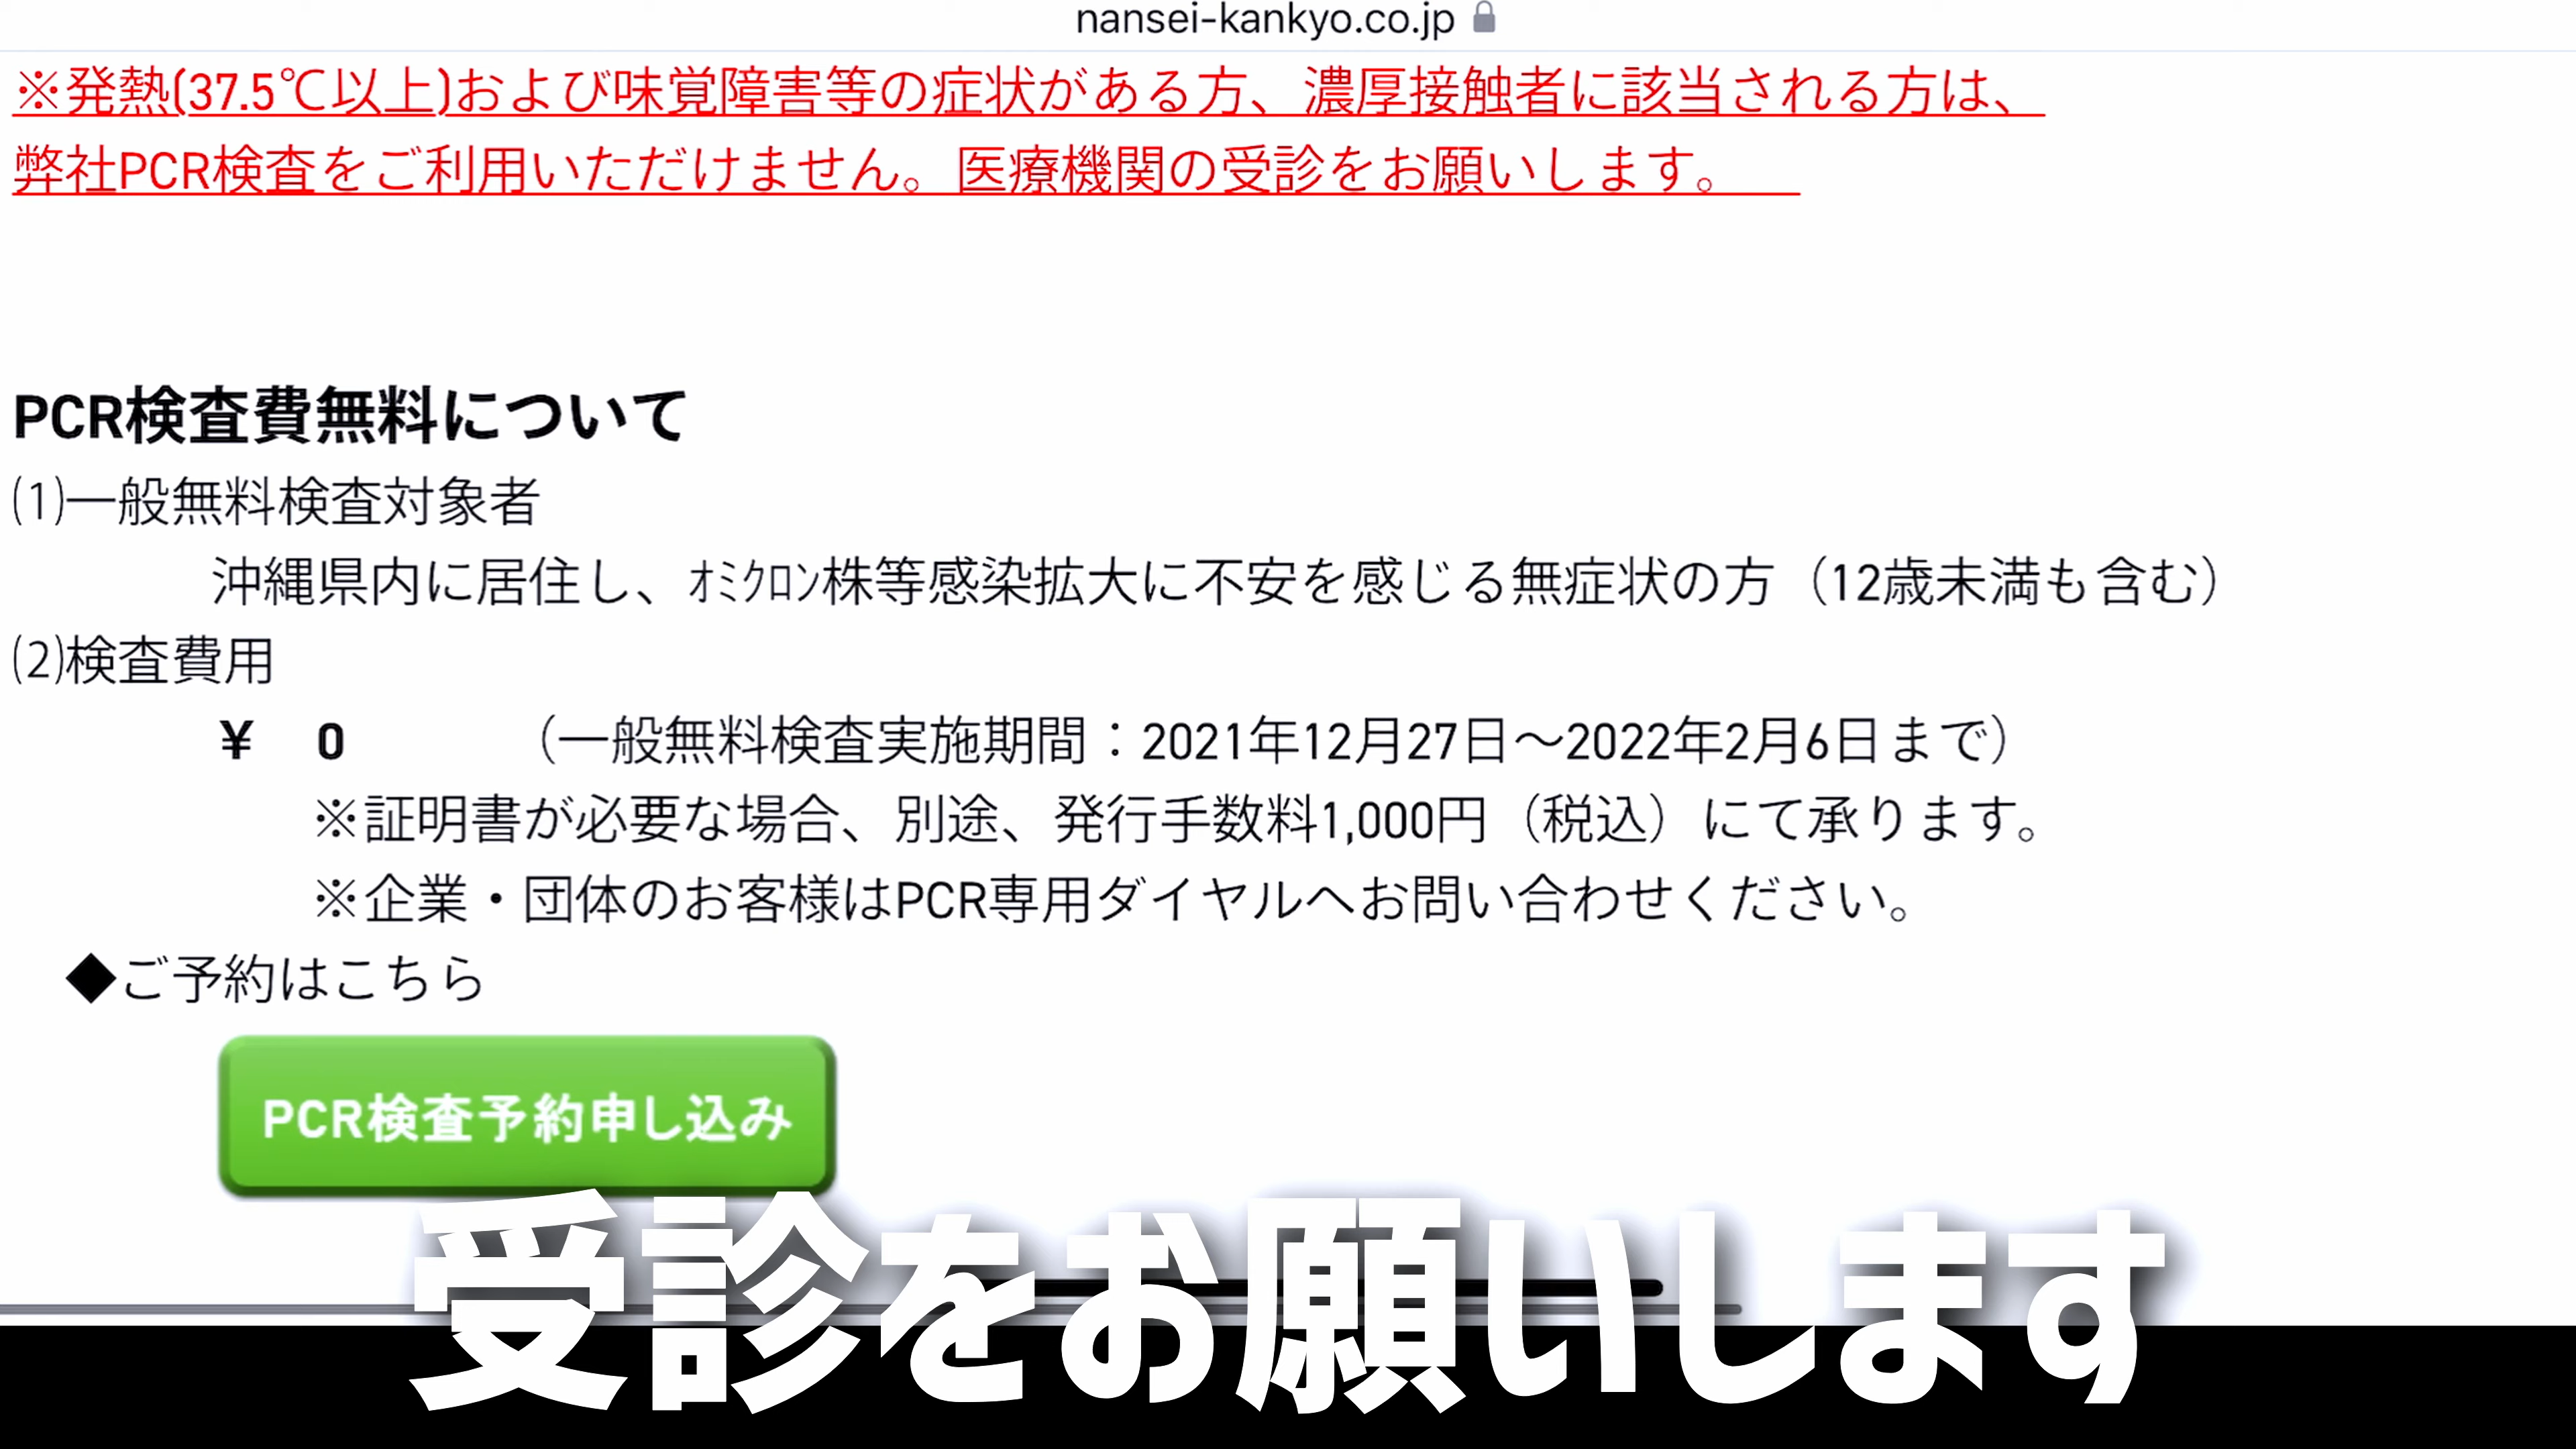 nansei-kankyo.co.jp
※発熱(37.5℃以上)および味覚障害等の症状がある方、濃厚接触者に該当される方は、
弊社PCR検査をご利用いただけません。医療機関の受診をお願いします。
PCR検査費無料について
(1)一般無料検査対象者
沖縄県内に居住し、ｵﾐｸﾛﾝ株等感染拡大に不安を感じる無症状の方（12歳未満も含む）
(2)検査費用
¥ 0 （一般無料検査実施期間：2021年12月27日～2022年2月6日まで）
※証明書が必要な場合、別途、発行手数料1,000円（税込）にて承ります。
※企業・団体のお客様はPCR専用ダイヤルへお問い合わせください。
◆ご予約はこちら
PCR検査予約申し込み
受診をお願いします